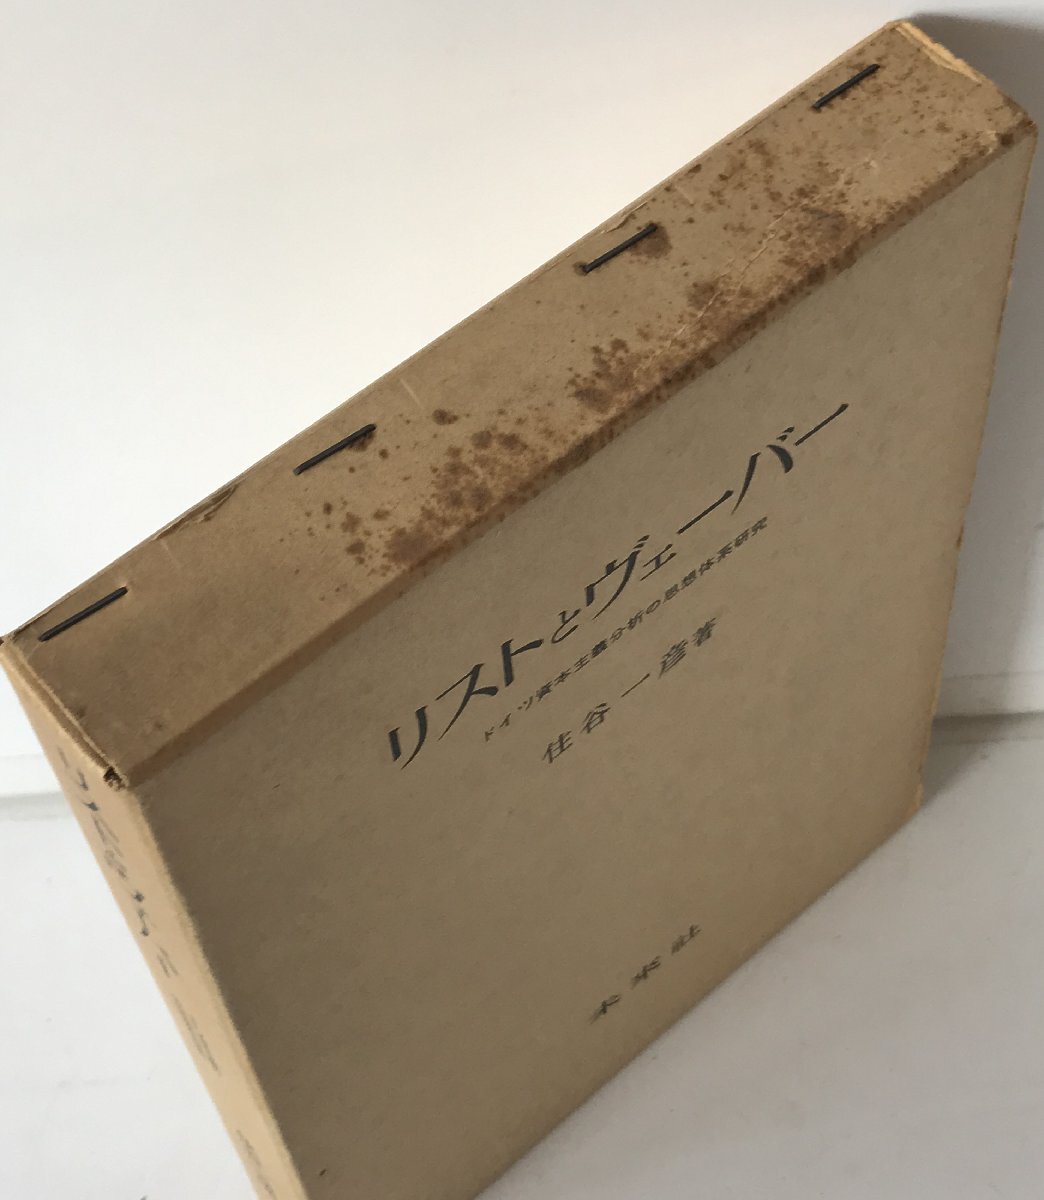 リストとヴェーバー
ドイツ資本主義分析の思想体系研究
住谷一彦著
未来社